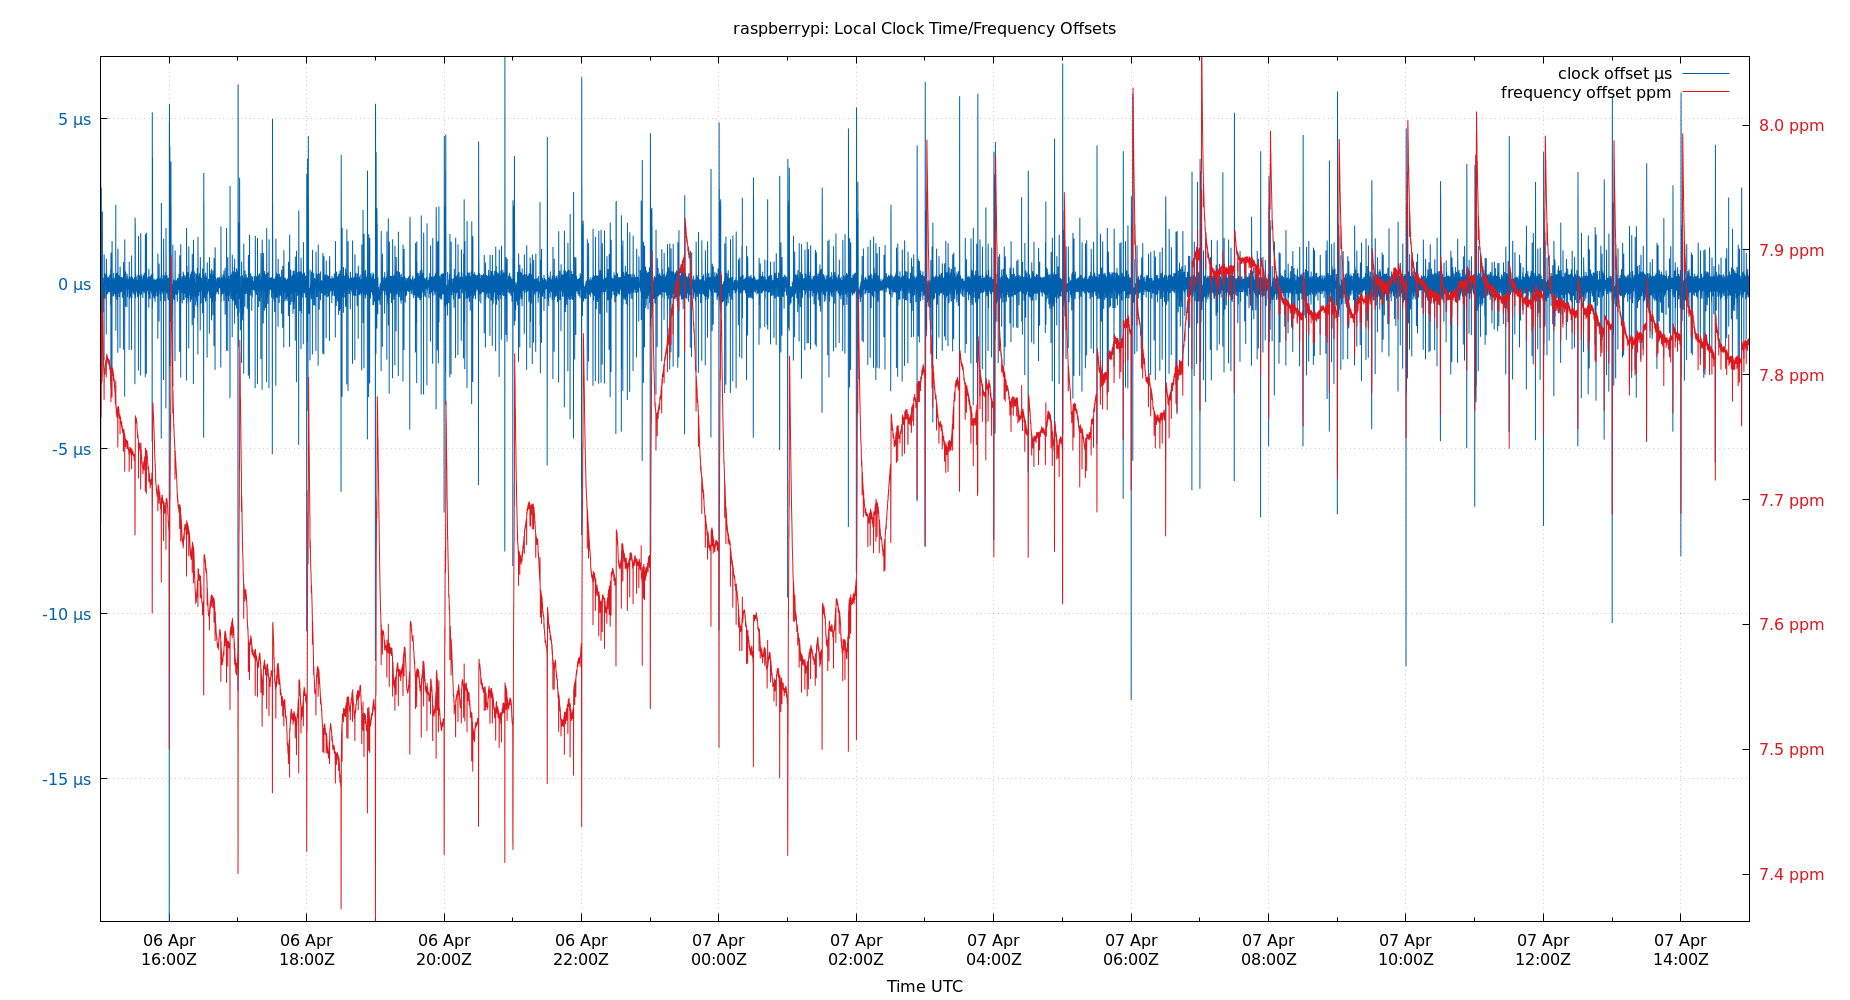 raspberrypi: Local Clock Time/Frequency Offsets
clock offset µs
frequency offset ppm
5 µs
0 µs
-5 µs
-10 µs
-15 µs
8.0 ppm
7.9 ppm
7.8 ppm
7.7 ppm
7.6 ppm
7.5 ppm
7.4 ppm
06 Apr 06 Apr 06 Apr 06 Apr 07 Apr 07 Apr 07 Apr 07 Apr 07 Apr 07 Apr 07 Apr 07 Apr
16:00Z 18:00Z 20:00Z 22:00Z 00:00Z 02:00Z 04:00Z 06:00Z 08:00Z 10:00Z 12:00Z 14:00Z
Time UTC